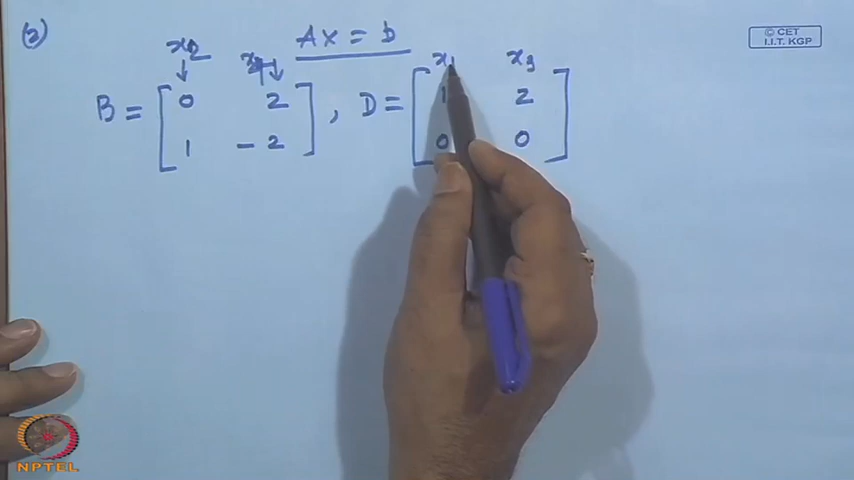 (2)
Ax = b
© CET
I.I.T. KGP
x2 x4 x1 x3
B = [ 0 2 ] , D = [ 1 2 ]
[ 1 -2 ] [ 0 0 ]
NPTEL